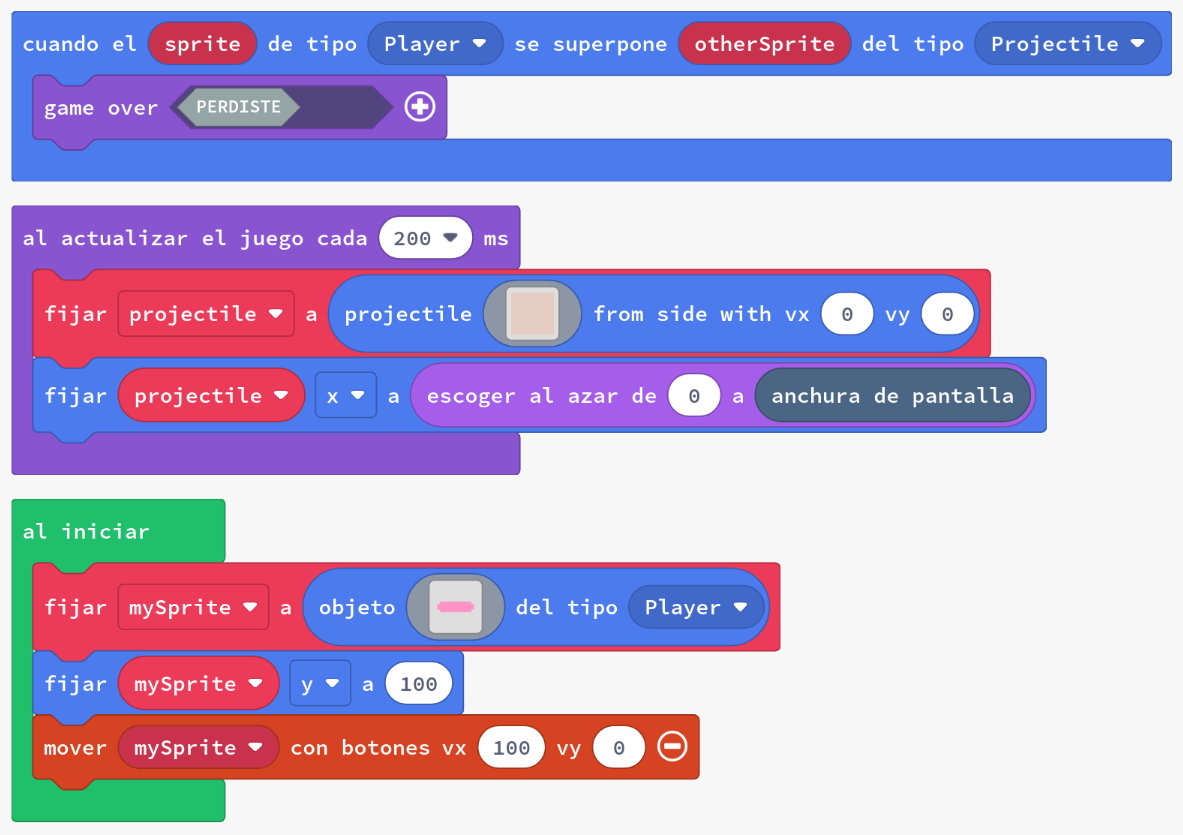 cuando el sprite de tipo Player se superpone otherSprite del tipo Projectile
game over PERDISTE
al actualizar el juego cada 200 ms
fijar projectile a projectile from side with vx 0 vy 0
fijar projectile x a escoger al azar de 0 a anchura de pantalla
al iniciar
fijar mySprite a objeto del tipo Player
fijar mySprite y a 100
mover mySprite con botones vx 100 vy 0